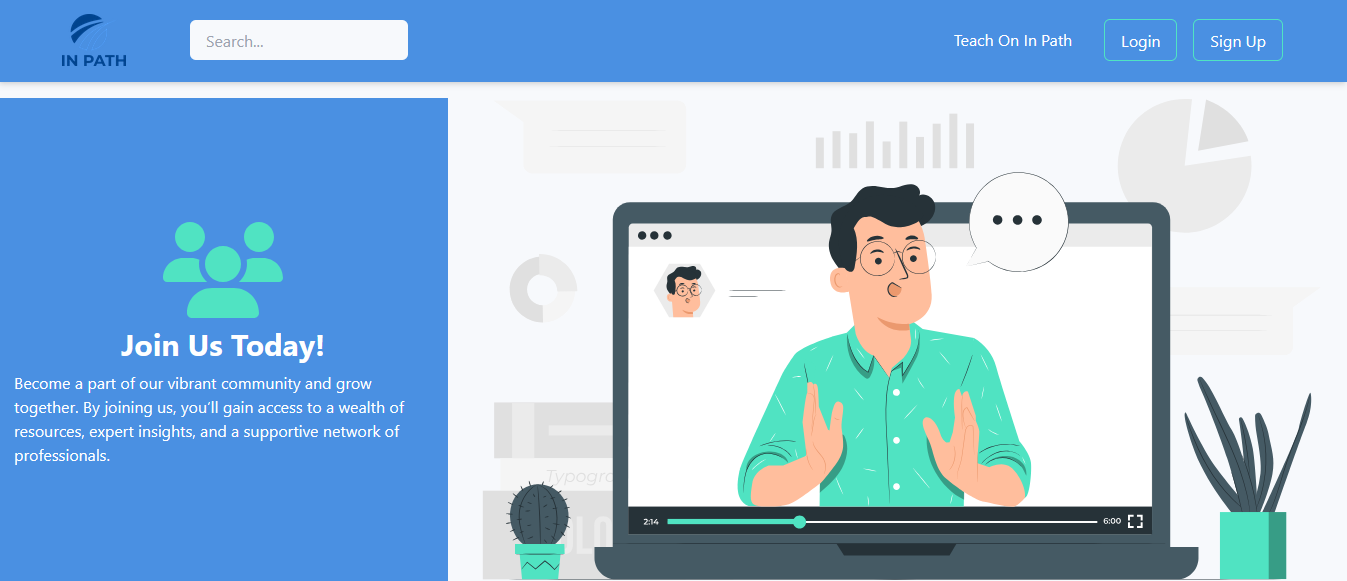 IN PATH
Search...
Teach On In Path
Login
Sign Up
Join Us Today!
Become a part of our vibrant community and grow
together. By joining us, you'll gain access to a wealth of
resources, expert insights, and a supportive network of
professionals.
Typogra
2:14
6:00